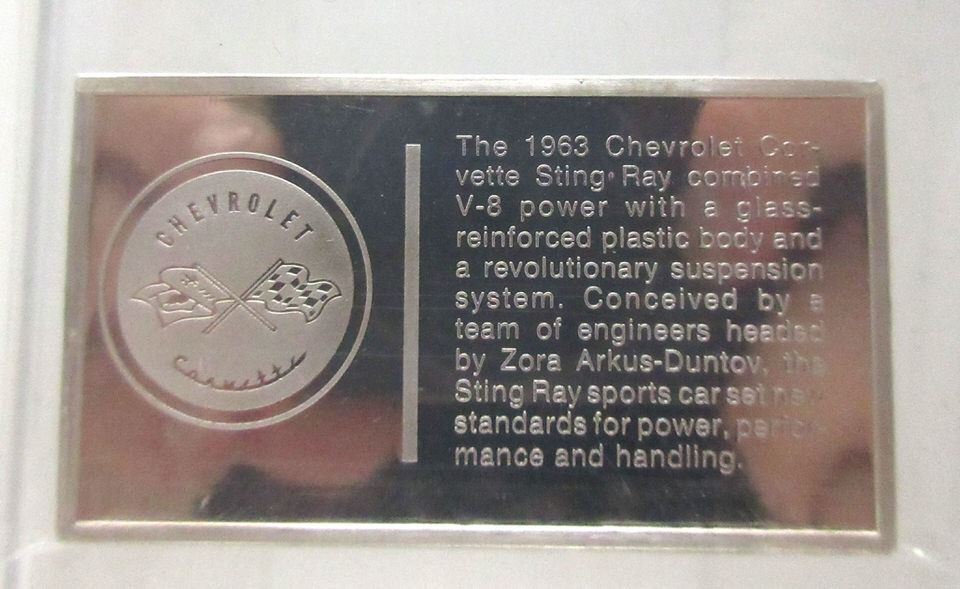 CHEVROLET
Corvette
The 1963 Chevrolet Cor-
vette Sting Ray combined
V-8 power with a glass-
reinforced plastic body and
a revolutionary suspension
system. Conceived by a
team of engineers headed
by Zora Arkus-Duntov, the
Sting Ray sports car set new
standards for power, perfor-
mance and handling.